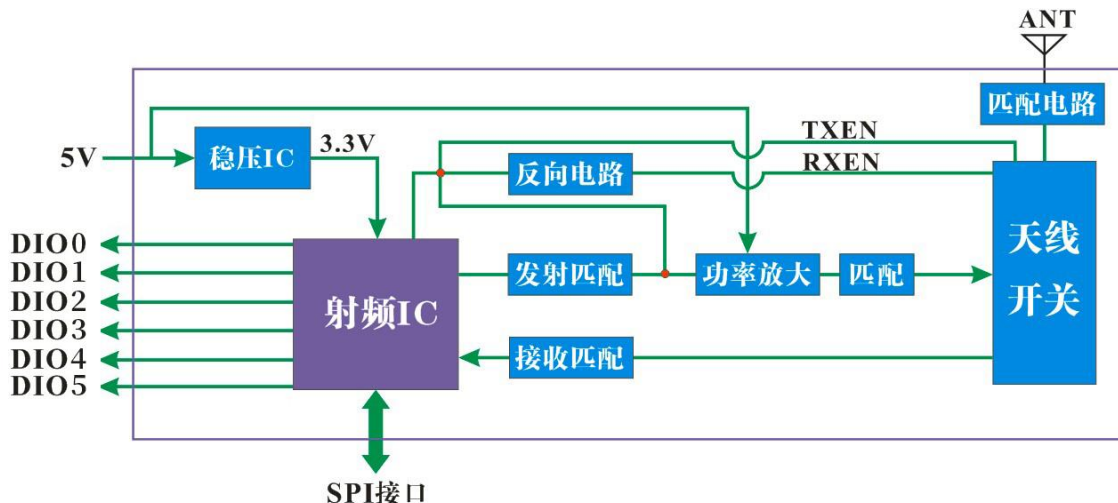 ANT
匹配电路
5V
稳压IC
3.3V
TXEN
反向电路
RXEN
DIO0
DIO1
DIO2
DIO3
DIO4
DIO5
射频IC
发射匹配
功率放大
匹配
天线
开关
接收匹配
SPI接口